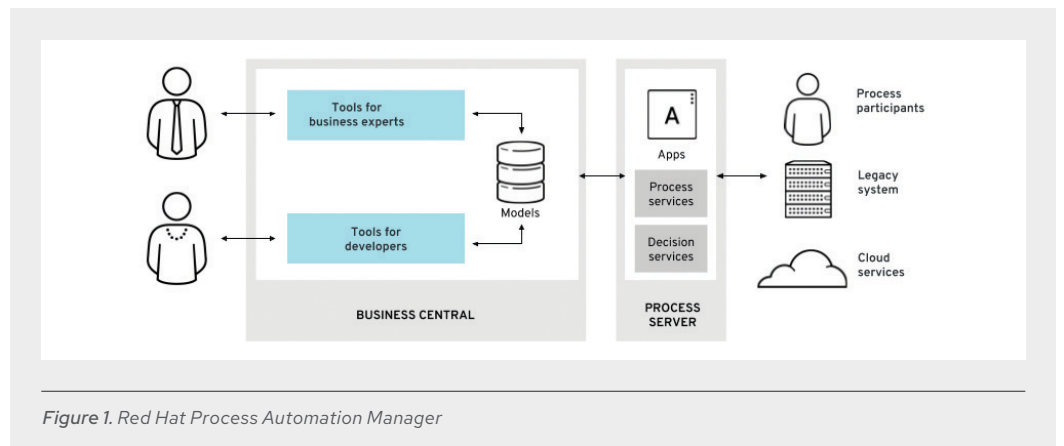 Tools for
business experts
Tools for
developers
Models
BUSINESS CENTRAL
A
Apps
Process
services
Decision
services
PROCESS
SERVER
Process
participants
Legacy
system
Cloud
services
Figure 1. Red Hat Process Automation Manager